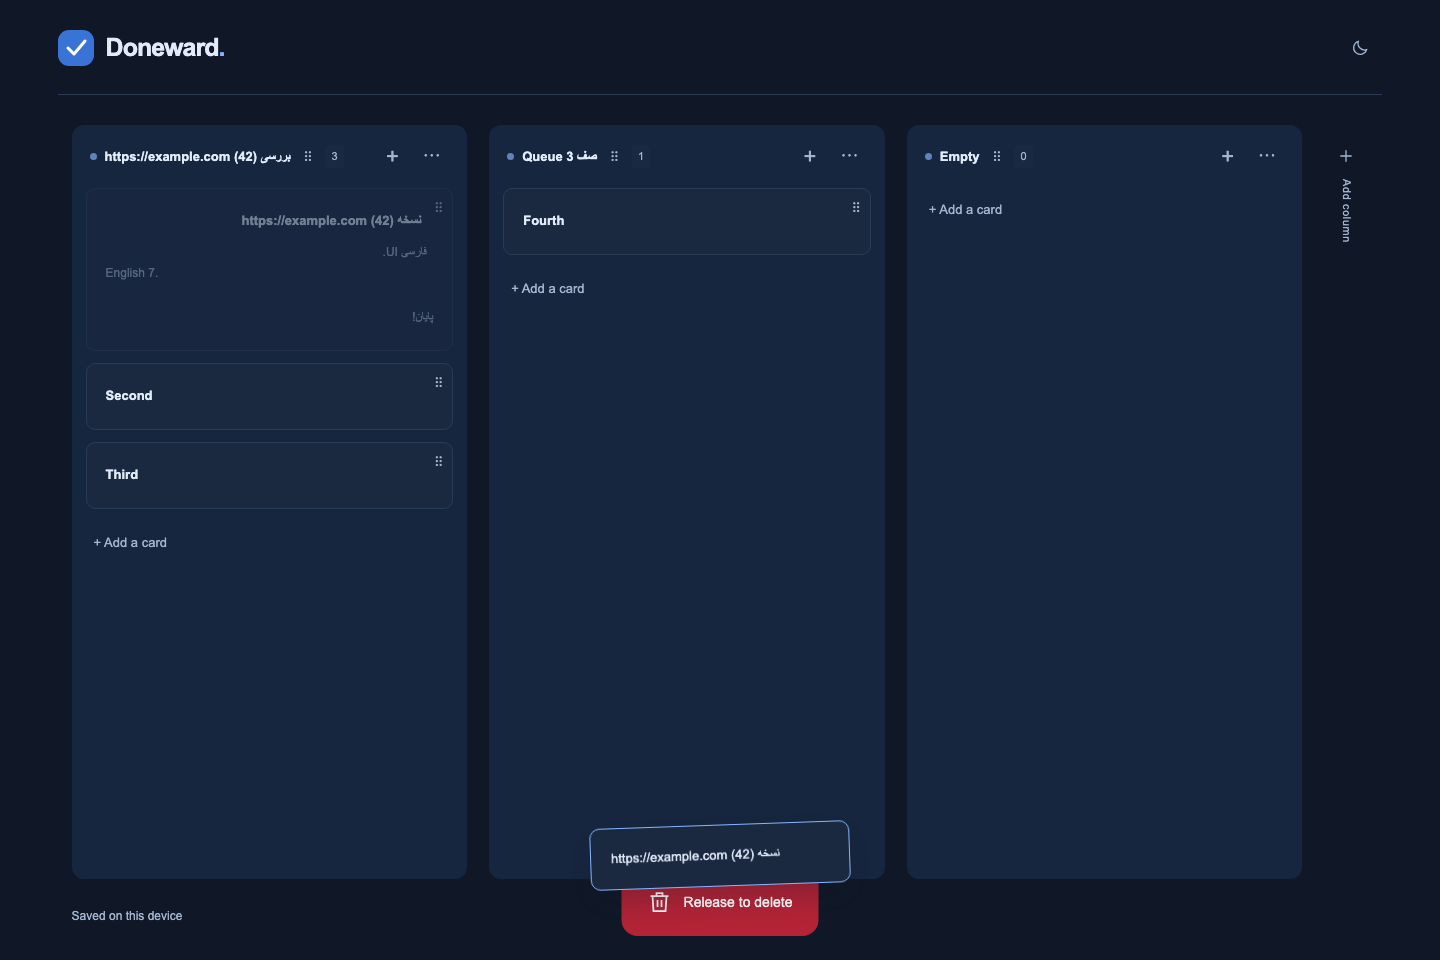 Doneward.
بررسی (42) https://example.com
3
نسخه (42) https://example.com
فارسی UI.
English 7.
پایان!
Second
Third
+ Add a card
Queue 3 صف
1
Fourth
+ Add a card
Empty
0
+ Add a card
Add column
نسخه (42) https://example.com
Release to delete
Saved on this device